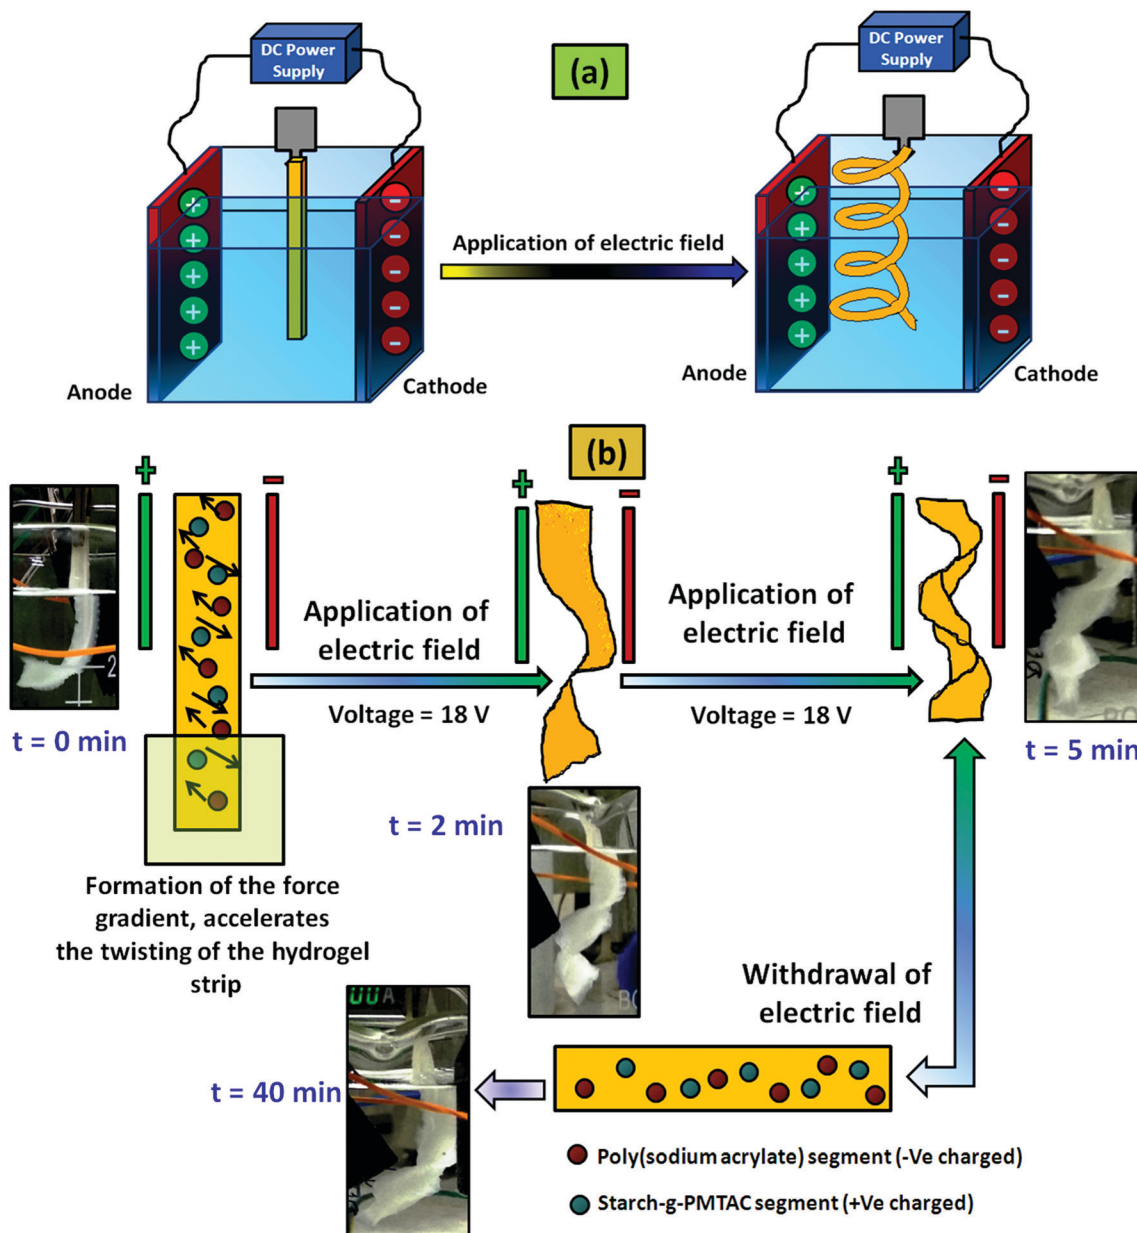 DC Power
Supply
(a)
DC Power
Supply
+
-
+
-
+
-
+
-
+
-
Application of electric field
+
-
+
-
+
-
+
-
+
-
Anode
Cathode
Anode
Cathode
(b)
+
-
+
-
+
-
2
Application of
electric field
Voltage = 18 V
Application of
electric field
Voltage = 18 V
t = 0 min
t = 2 min
t = 5 min
Formation of the force
gradient, accelerates
the twisting of the hydrogel
strip
Withdrawal of
electric field
00A
t = 40 min
Poly(sodium acrylate) segment (-Ve charged)
Starch-g-PMTAC segment (+Ve charged)